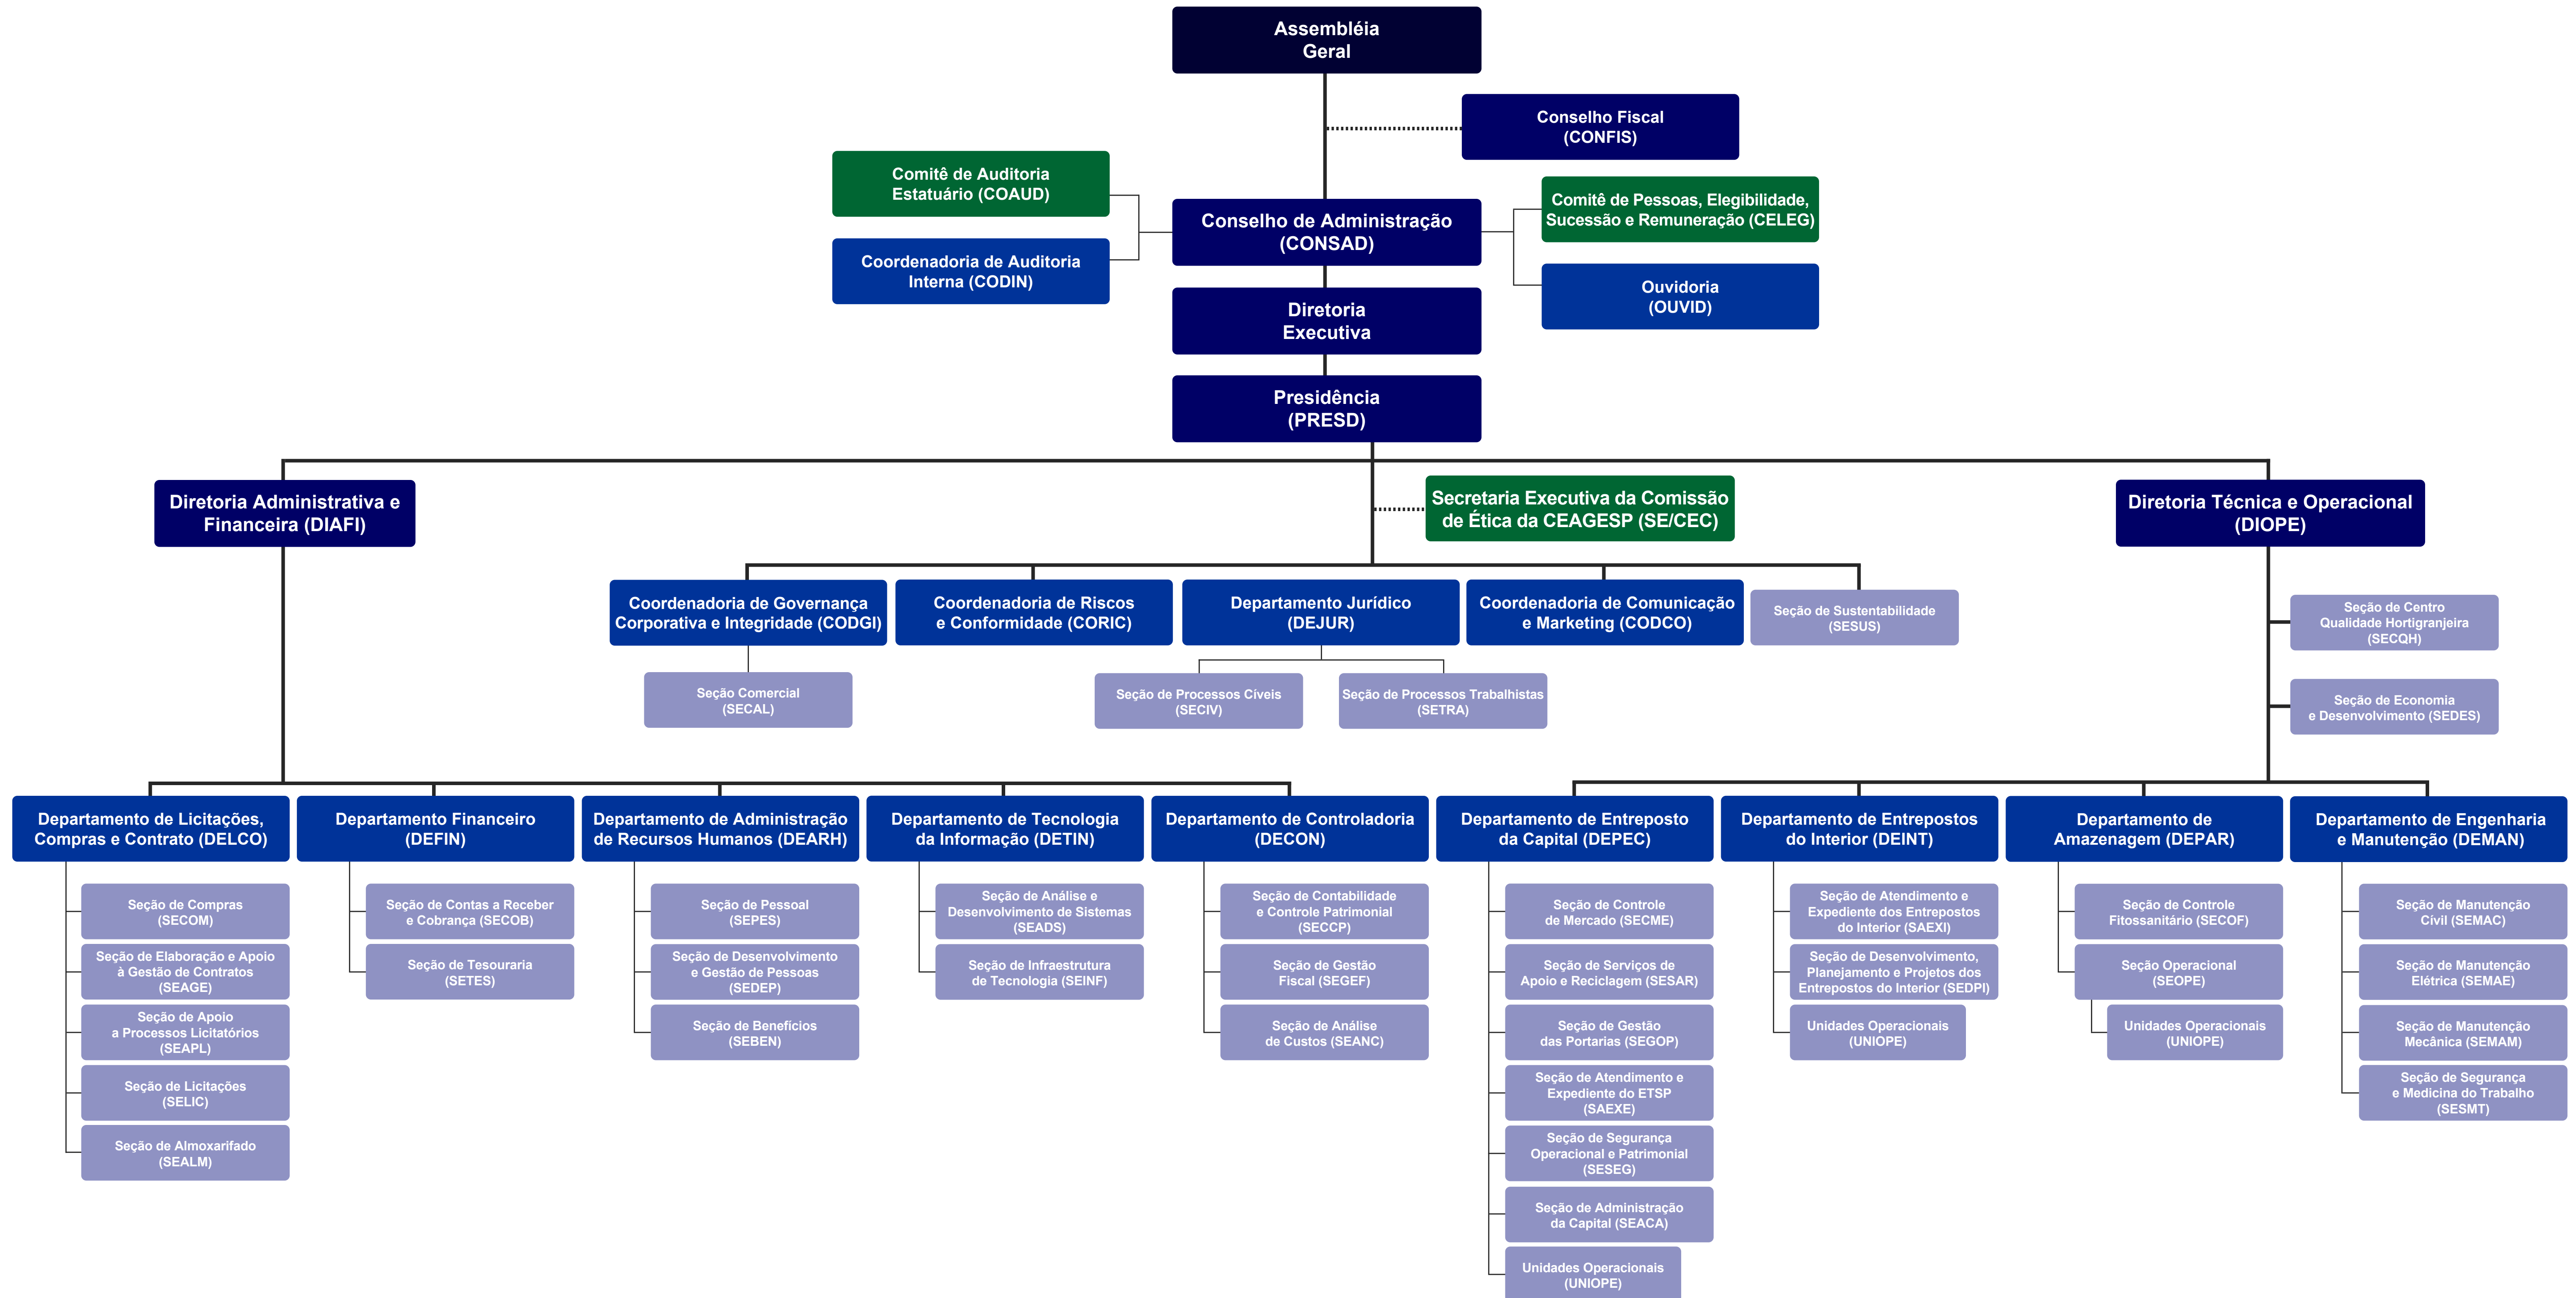 Assembléia
Geral
Conselho Fiscal
(CONFIS)
Comitê de Auditoria
Estatuário (COAUD)
Comitê de Pessoas, Elegibilidade,
Sucessão e Remuneração (CELEG)
Conselho de Administração
(CONSAD)
Coordenadoria de Auditoria
Interna (CODIN)
Ouvidoria
(OUVID)
Diretoria
Executiva
Presidência
(PRESD)
Diretoria Administrativa e
Financeira (DIAFI)
Secretaria Executiva da Comissão
de Ética da CEAGESP (SE/CEC)
Diretoria Técnica e Operacional
(DIOPE)
Coordenadoria de Governança
Corporativa e Integridade (CODGI)
Coordenadoria de Riscos
e Conformidade (CORIC)
Departamento Jurídico
(DEJUR)
Coordenadoria de Comunicação
e Marketing (CODCO)
Seção de Sustentabilidade
(SESUS)
Seção de Centro
Qualidade Hortigranjeira
(SECQH)
Seção Comercial
(SECAL)
Seção de Processos Cíveis
(SECIV)
Seção de Processos Trabalhistas
(SETRA)
Seção de Economia
e Desenvolvimento (SEDES)
Departamento de Licitações,
Compras e Contrato (DELCO)
Departamento Financeiro
(DEFIN)
Departamento de Administração
de Recursos Humanos (DEARH)
Departamento de Tecnologia
da Informação (DETIN)
Departamento de Controladoria
(DECON)
Departamento de Entreposto
da Capital (DEPEC)
Departamento de Entrepostos
do Interior (DEINT)
Departamento de
Amazenagem (DEPAR)
Departamento de Engenharia
e Manutenção (DEMAN)
Seção de Compras
(SECOM)
Seção de Elaboração e Apoio
à Gestão de Contratos
(SEAGE)
Seção de Apoio
a Processos Licitatórios
(SEAPL)
Seção de Licitações
(SELIC)
Seção de Almoxarifado
(SEALM)
Seção de Contas a Receber
e Cobrança (SECOB)
Seção de Tesouraria
(SETES)
Seção de Pessoal
(SEPES)
Seção de Desenvolvimento
e Gestão de Pessoas
(SEDEP)
Seção de Benefícios
(SEBEN)
Seção de Análise e
Desenvolvimento de Sistemas
(SEADS)
Seção de Infraestrutura
de Tecnologia (SEINF)
Seção de Contabilidade
e Controle Patrimonial
(SECCP)
Seção de Gestão
Fiscal (SEGEF)
Seção de Análise
de Custos (SEANC)
Seção de Controle
de Mercado (SECME)
Seção de Serviços de
Apoio e Reciclagem (SESAR)
Seção de Gestão
das Portarias (SEGOP)
Seção de Atendimento e
Expediente do ETSP
(SAEXE)
Seção de Segurança
Operacional e Patrimonial
(SESEG)
Seção de Administração
da Capital (SEACA)
Unidades Operacionais
(UNIOPE)
Seção de Atendimento e
Expediente dos Entrepostos
do Interior (SAEXI)
Seção de Desenvolvimento,
Planejamento e Projetos dos
Entrepostos do Interior (SEDPI)
Unidades Operacionais
(UNIOPE)
Seção de Controle
Fitossanitário (SECOF)
Seção Operacional
(SEOPE)
Unidades Operacionais
(UNIOPE)
Seção de Manutenção
Cívil (SEMAC)
Seção de Manutenção
Elétrica (SEMAE)
Seção de Manutenção
Mecânica (SEMAM)
Seção de Segurança
e Medicina do Trabalho
(SESMT)